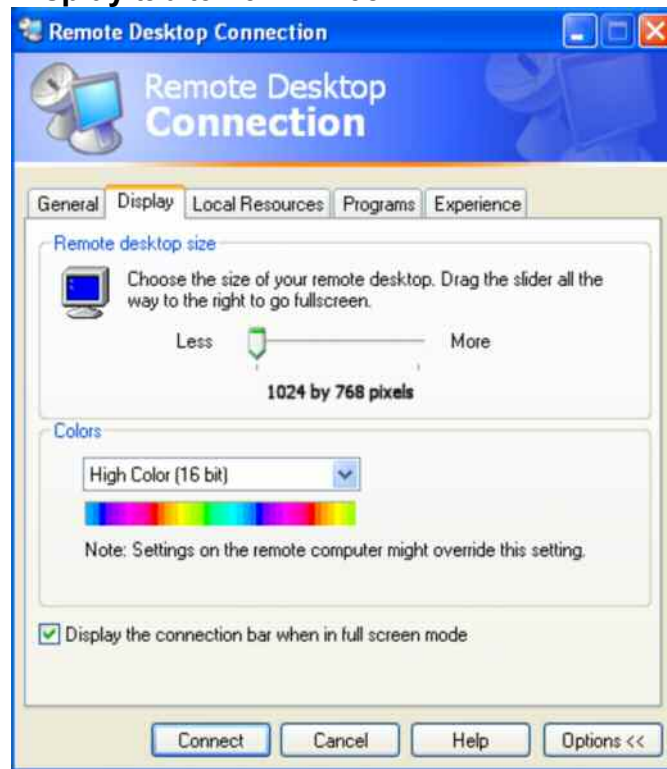 Remote Desktop Connection
Remote Desktop
Connection
General Display Local Resources Programs Experience
Remote desktop size
Choose the size of your remote desktop. Drag the slider all the
way to the right to go fullscreen.
Less More
1024 by 768 pixels
Colors
High Color (16 bit)
Note: Settings on the remote computer might override this setting.
Display the connection bar when in full screen mode
Connect Cancel Help Options <<